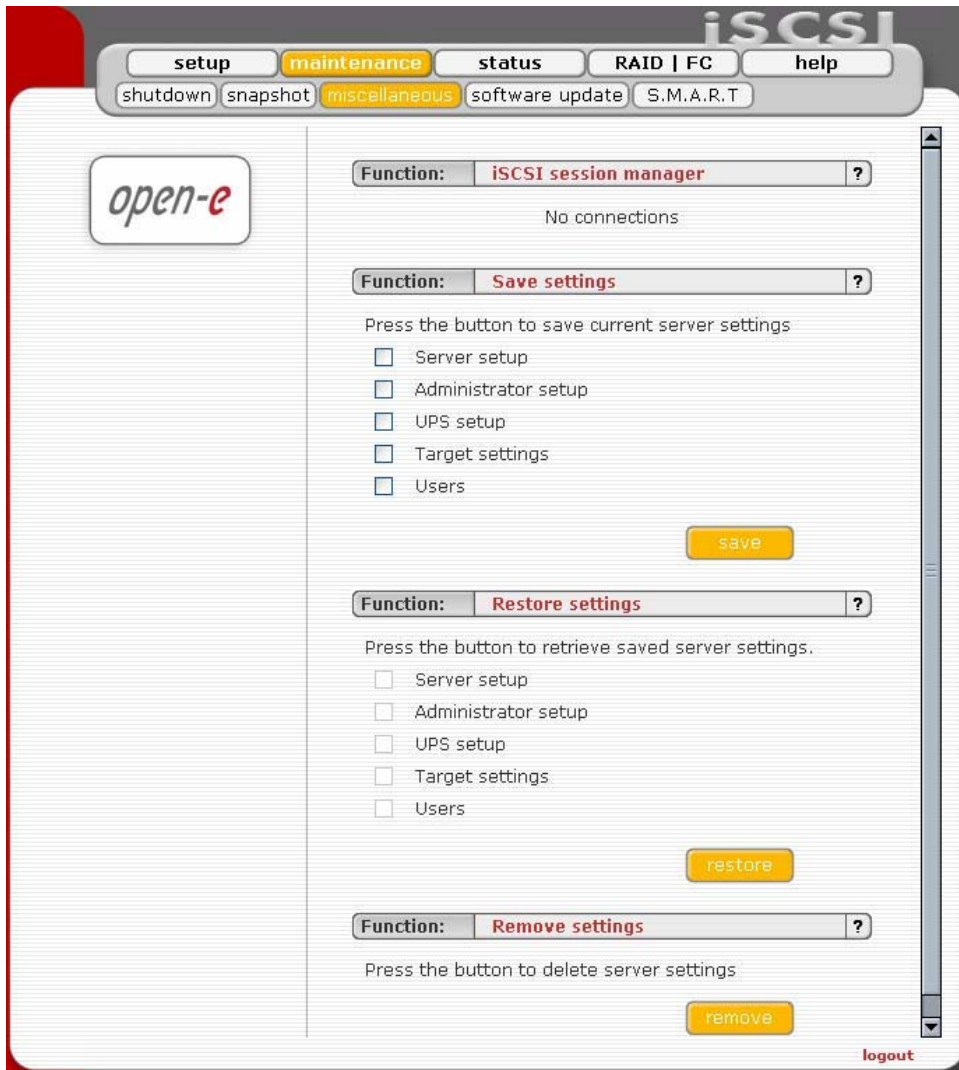 iSCSI
setup maintenance status RAID | FC help
shutdown snapshot miscellaneous software update S.M.A.R.T
open-e
Function: iSCSI session manager ?
No connections
Function: Save settings ?
Press the button to save current server settings
Server setup
Administrator setup
UPS setup
Target settings
Users
save
Function: Restore settings ?
Press the button to retrieve saved server settings.
Server setup
Administrator setup
UPS setup
Target settings
Users
restore
Function: Remove settings ?
Press the button to delete server settings
remove
logout